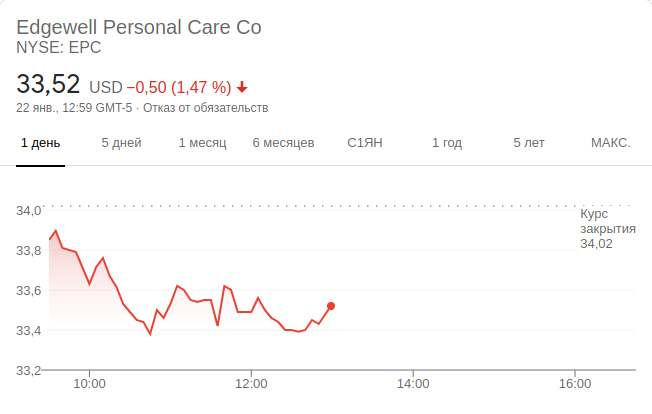 Edgewell Personal Care Co
NYSE: EPC
33,52 USD −0,50 (1,47 %)
22 янв., 12:59 GMT-5 · Отказ от обязательств
1 день 5 дней 1 месяц 6 месяцев С1ЯН 1 год 5 лет МАКС.
34,0
Курс
закрытия
34,02
33,8
33,6
33,4
33,2
10:00 12:00 14:00 16:00